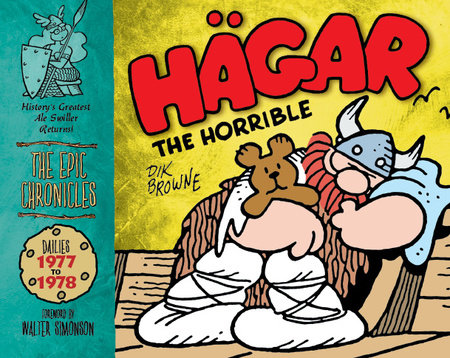 History's Greatest
Ale Swiller
Returns!
THE EPIC
CHRONICLES
DAILIES
1977
TO
1978
FOREWORD BY
WALTER SIMONSON
HÄGAR
THE HORRIBLE
DIK
BROWNE